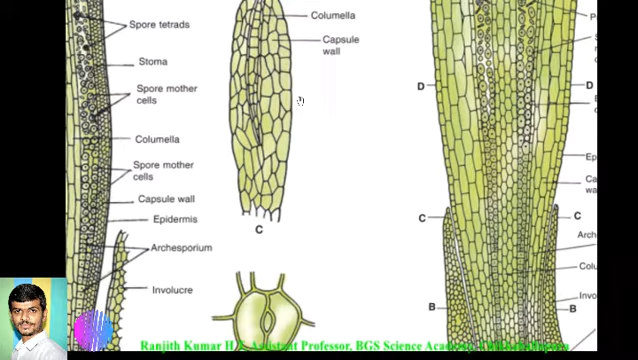 Spore tetrads
Stoma
Spore mother
cells
Columella
Spore mother
cells
Capsule wall
Epidermis
Archesporium
Involucre
Columella
Capsule
wall
C
D
D
C
C
B
B
Ranjith Kumar H T, Assistant Professor, BGS Science Academy,